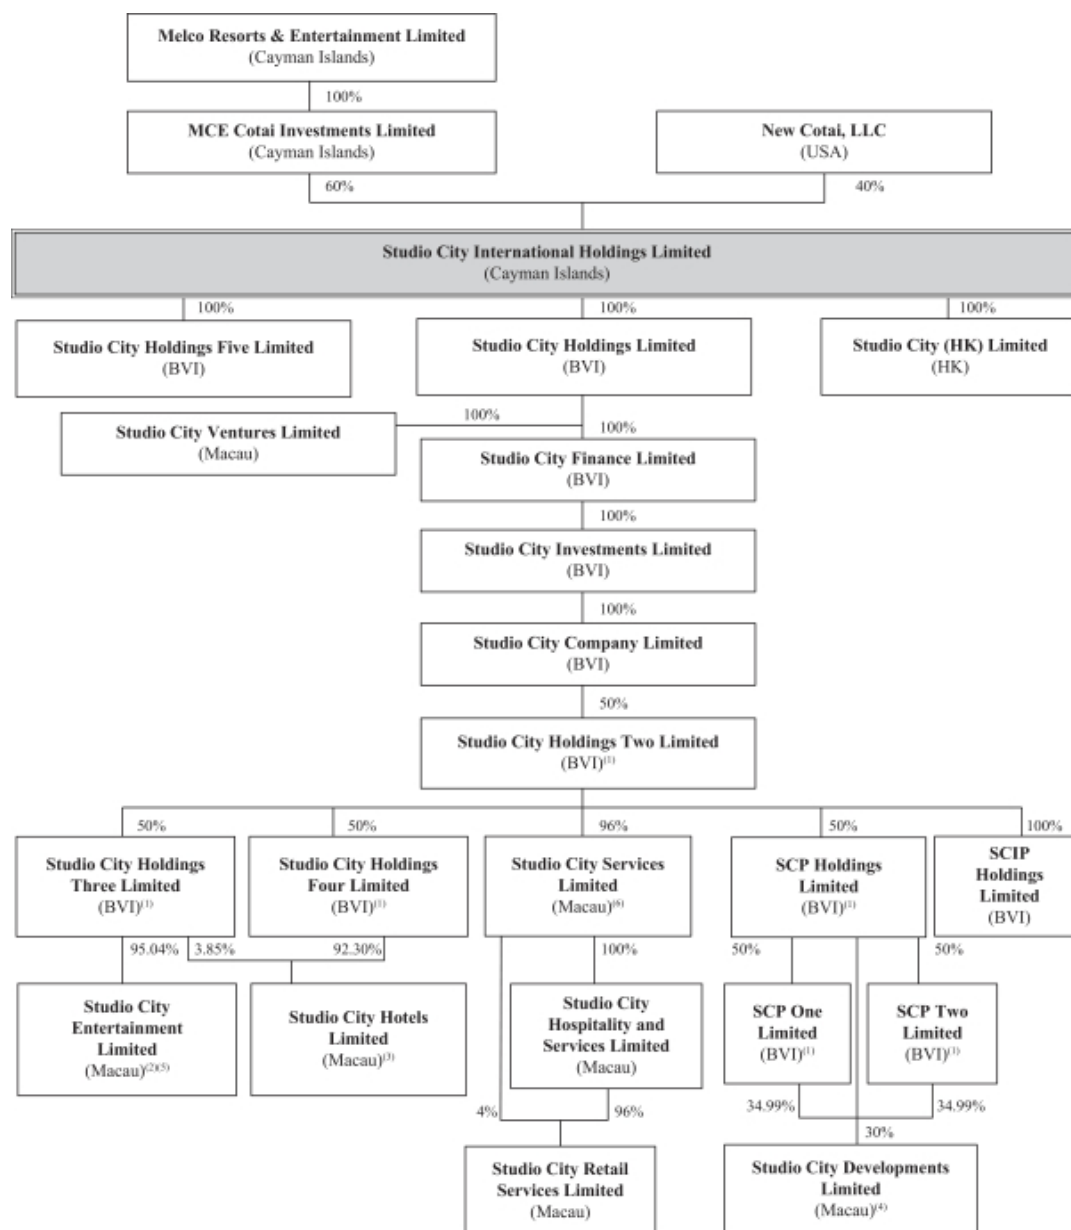 Melco Resorts & Entertainment Limited
(Cayman Islands)
100%
MCE Cotai Investments Limited
(Cayman Islands)
New Cotai, LLC
(USA)
60%
40%
Studio City International Holdings Limited
(Cayman Islands)
100%
100%
100%
Studio City Holdings Five Limited
(BVI)
Studio City Holdings Limited
(BVI)
Studio City (HK) Limited
(HK)
100%
100%
Studio City Ventures Limited
(Macau)
Studio City Finance Limited
(BVI)
100%
Studio City Investments Limited
(BVI)
100%
Studio City Company Limited
(BVI)
50%
Studio City Holdings Two Limited
(BVI)(1)
50%
50%
96%
50%
100%
Studio City Holdings
Three Limited
(BVI)(1)
Studio City Holdings
Four Limited
(BVI)(1)
Studio City Services
Limited
(Macau)(6)
SCP Holdings
Limited
(BVI)(1)
SCIP
Holdings
Limited
(BVI)
95.04%
3.85%
92.30%
100%
50%
50%
Studio City
Entertainment
Limited
(Macau)(2)(5)
Studio City Hotels
Limited
(Macau)(3)
Studio City
Hospitality and
Services Limited
(Macau)
SCP One
Limited
(BVI)(1)
SCP Two
Limited
(BVI)(1)
4%
96%
34.99%
34.99%
30%
Studio City Retail
Services Limited
(Macau)
Studio City Developments
Limited
(Macau)(4)